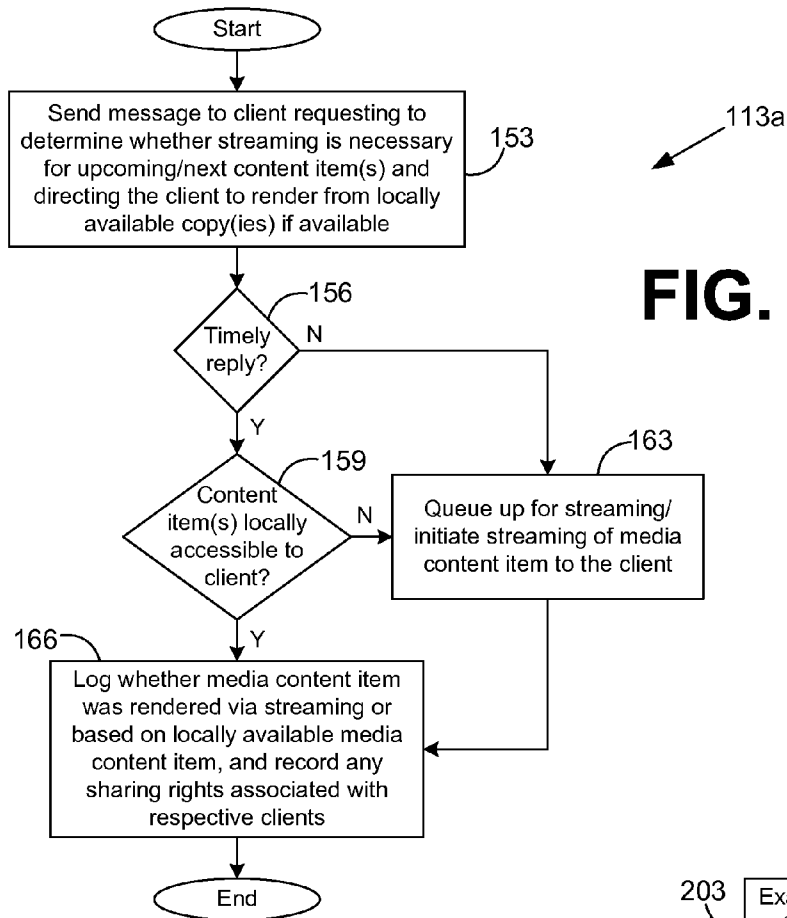 Start
Send message to client requesting to
determine whether streaming is necessary
for upcoming/next content item(s) and
directing the client to render from locally
available copy(ies) if available
153
113a
FIG.
156
Timely
reply?
N
Y
159
Content
item(s) locally
accessible to
client?
N
163
Queue up for streaming/
initiate streaming of media
content item to the client
Y
166
Log whether media content item
was rendered via streaming or
based on locally available media
content item, and record any
sharing rights associated with
respective clients
End
203